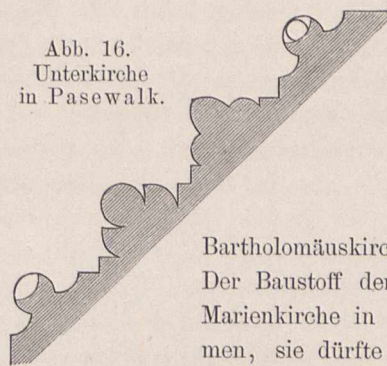 Abb. 16.
Unterkirche
in Pasewalk.
Bartholomäuskirc
Der Baustoff der
Marienkirche in
men, sie dürfte